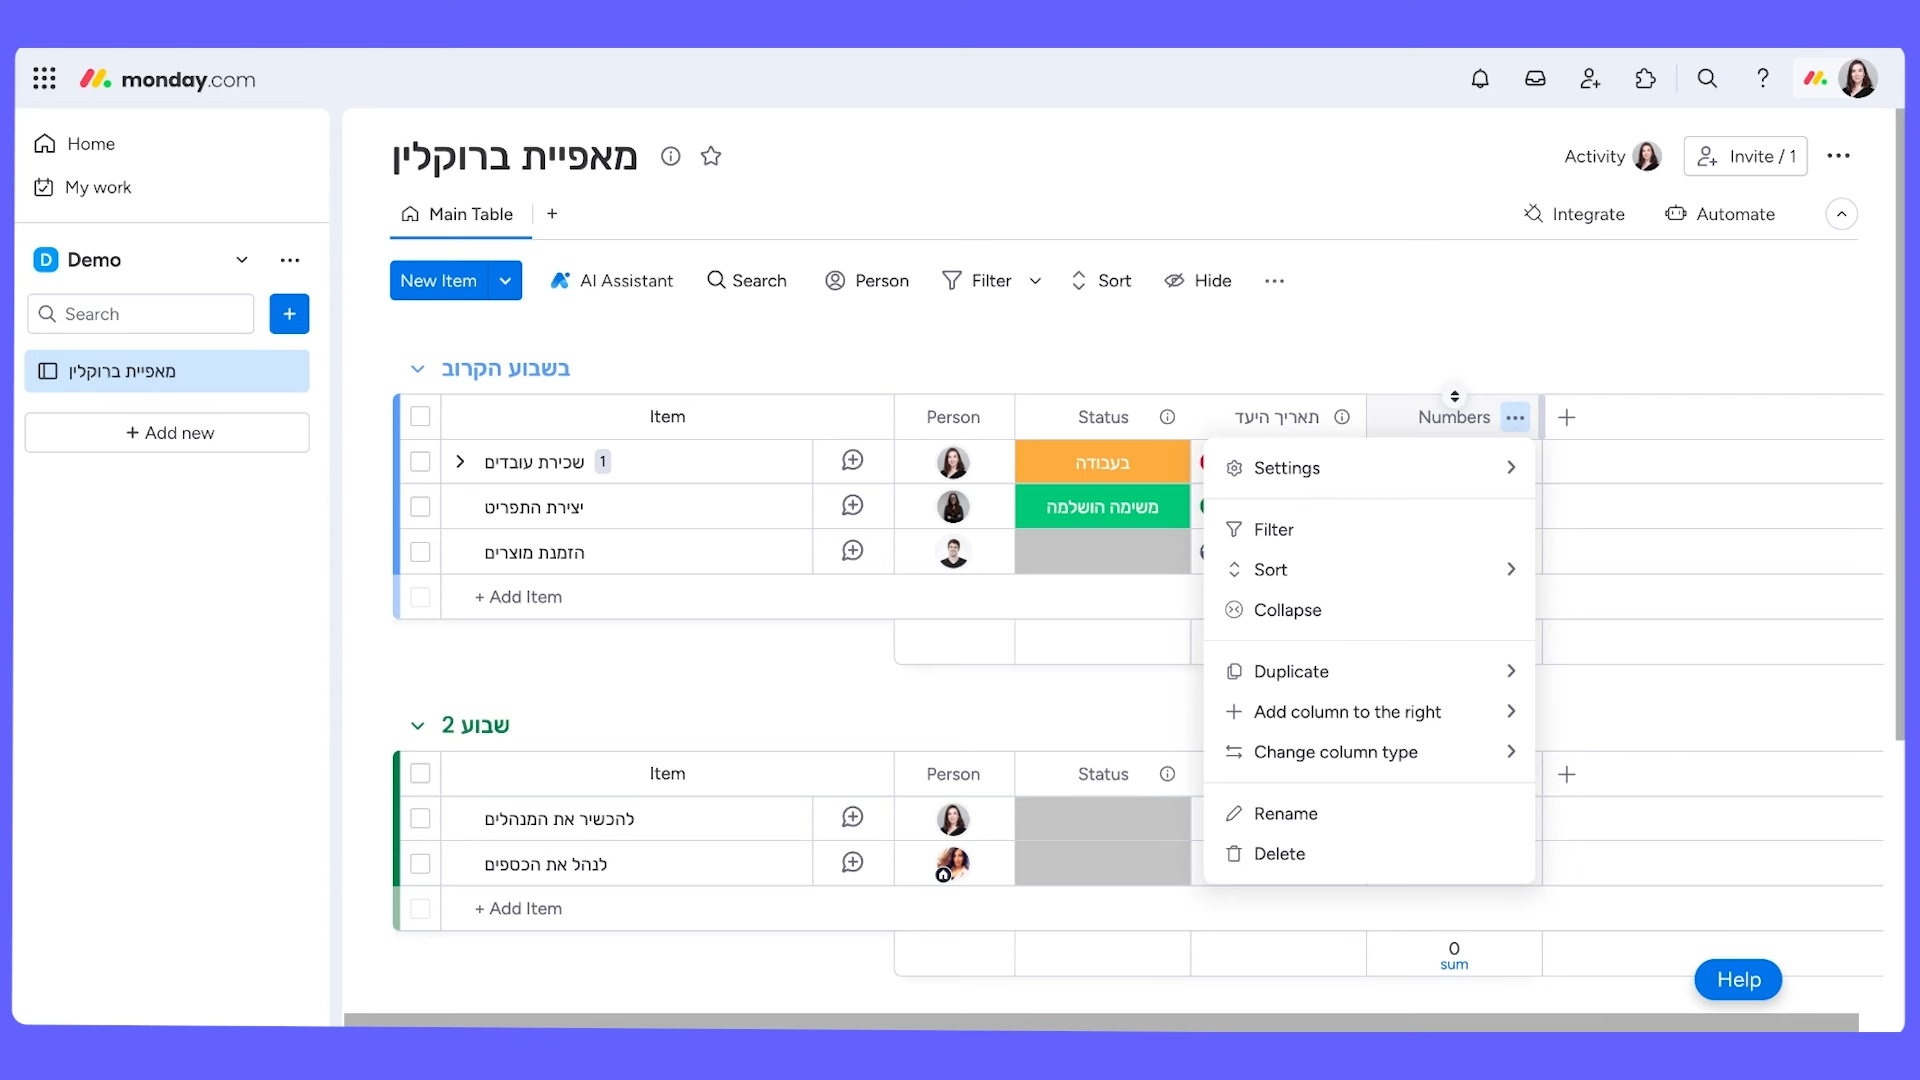 monday.com
Home
My work
D Demo
Search
מאפיית ברוקלין
+ Add new
מאפיית ברוקלין
Activity
Invite / 1
Main Table
+
Integrate
Automate
New Item
AI Assistant
Search
Person
Filter
Sort
Hide
בשבוע הקרוב
Item
Person
Status
תאריך היעד
Numbers
שכירת עובדים 1
בעבודה
יצירת התפריט
משימה הושלמה
הזמנת מוצרים
+ Add Item
Settings
Filter
Sort
Collapse
Duplicate
Add column to the right
Change column type
Rename
Delete
שבוע 2
Item
Person
Status
להכשיר את המנהלים
לנהל את הכספים
+ Add Item
0
sum
Help